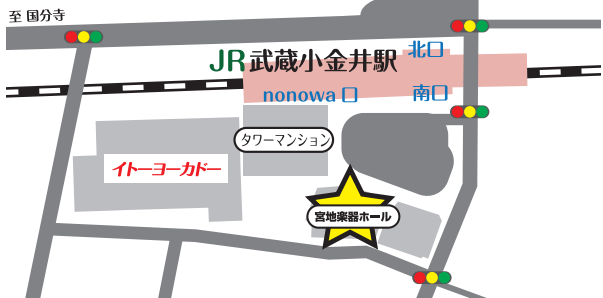 至 国分寺
JR武蔵小金井駅
北口
nonowa 口
南口
タワーマンション
イトーヨーカドー
宮地楽器ホール